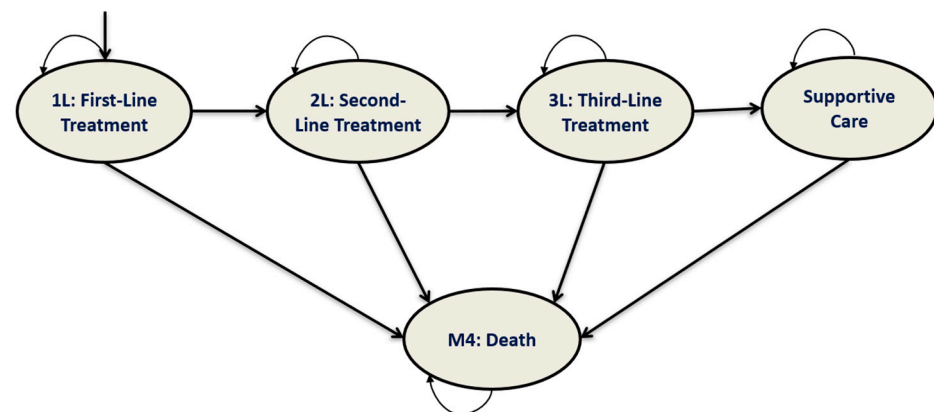 1L: First-Line
Treatment
2L: Second-
Line Treatment
3L: Third-Line
Treatment
Supportive
Care
M4: Death